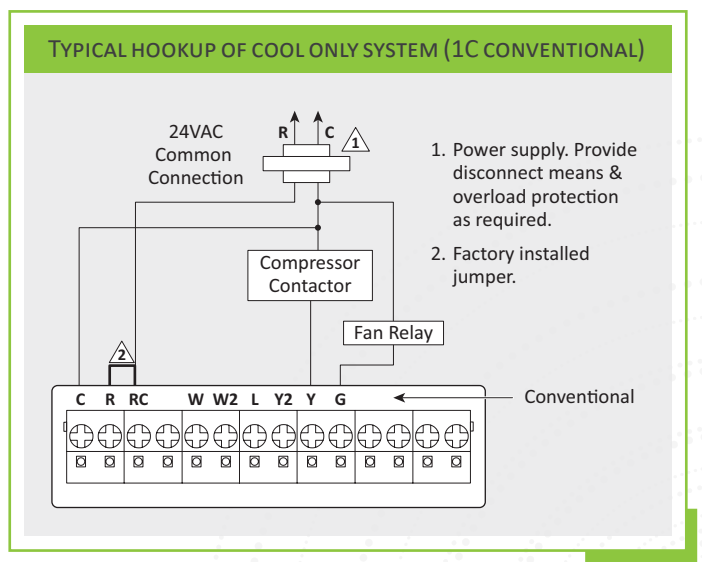 TYPICAL HOOKUP OF COOL ONLY SYSTEM (1C CONVENTIONAL)
24VAC
Common
Connection
R C
1
1. Power supply. Provide
disconnect means &
overload protection
as required.
2. Factory installed
jumper.
Compressor
Contactor
Fan Relay
2
C R RC W W2 L Y2 Y G
Conventional